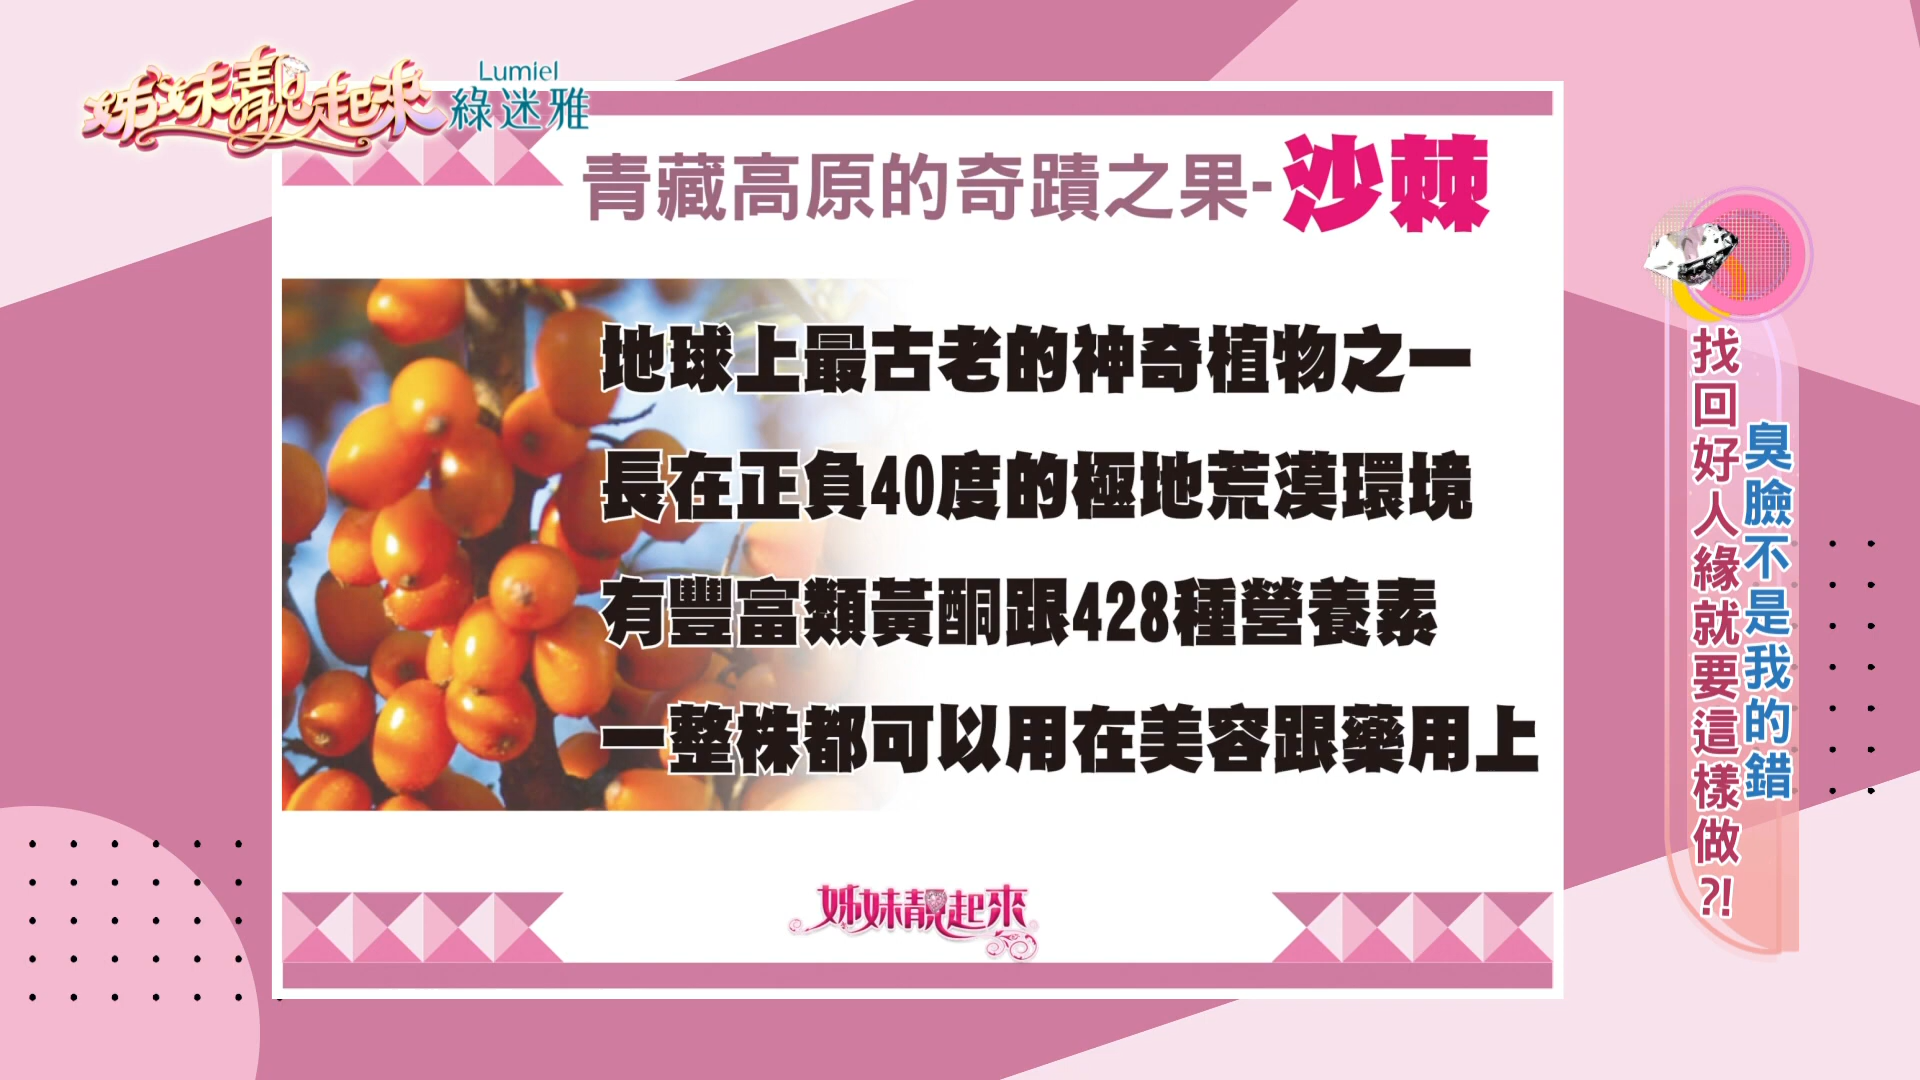 姊妹靚起來
Lumiel
綠迷雅
青藏高原的奇蹟之果-沙棘
地球上最古老的神奇植物之一
長在正負40度的極地荒漠環境
有豐富類黃酮跟428種營養素
一整株都可以用在美容跟藥用上
姊妹靚起來
臭臉不是我的錯
找回好人緣就要這樣做?!